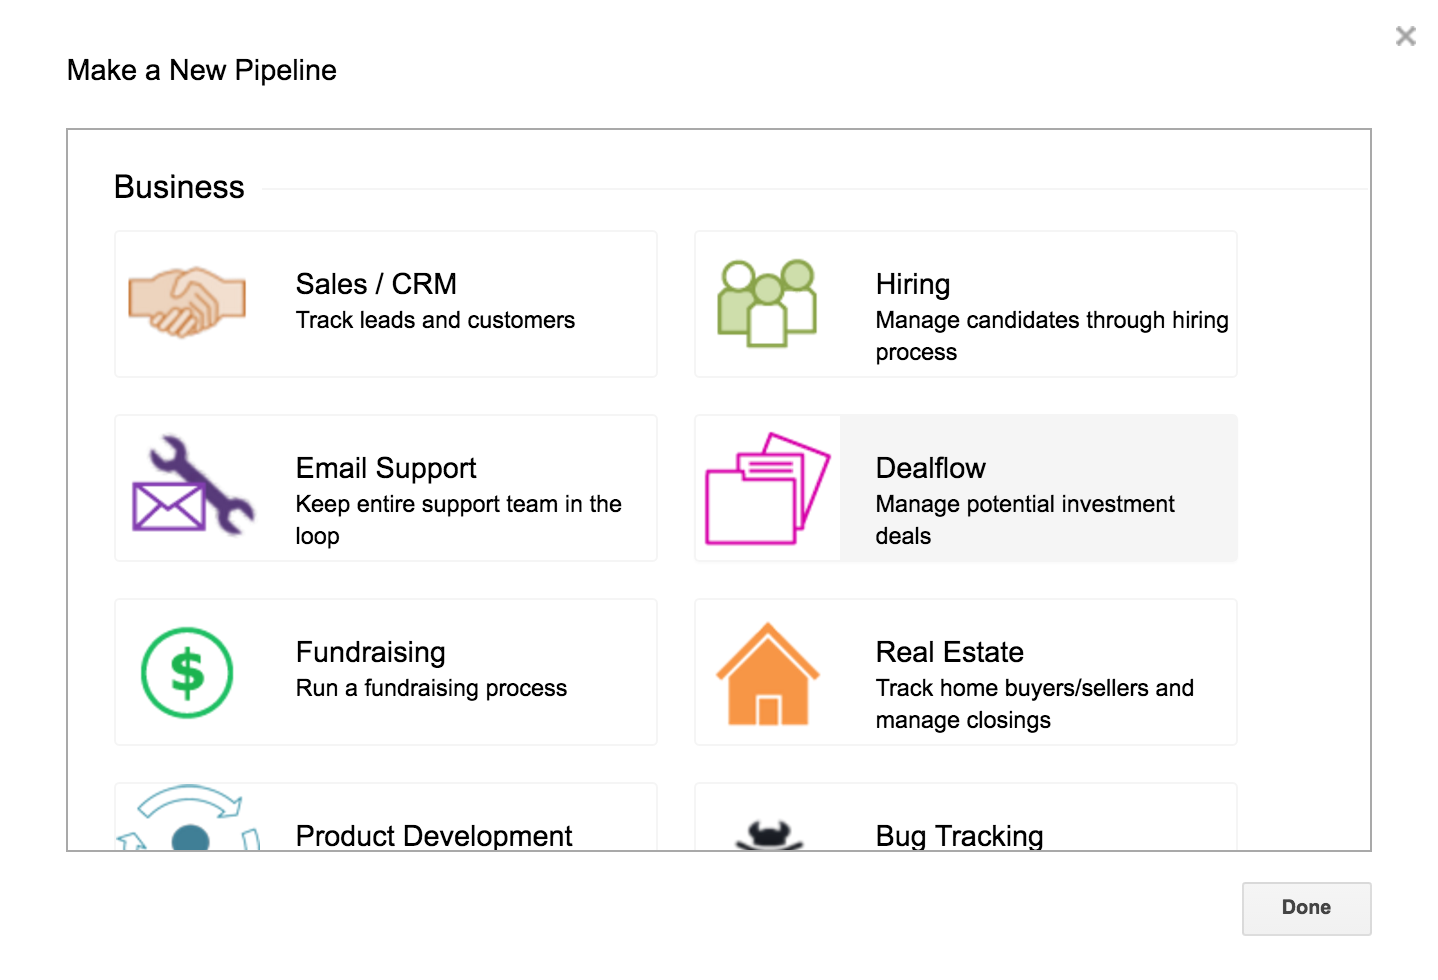 Make a New Pipeline
Business
Sales / CRM
Track leads and customers
Hiring
Manage candidates through hiring
process
Email Support
Keep entire support team in the
loop
Dealflow
Manage potential investment
deals
Fundraising
Run a fundraising process
$
Real Estate
Track home buyers/sellers and
manage closings
Product Development
Bug Tracking
Done